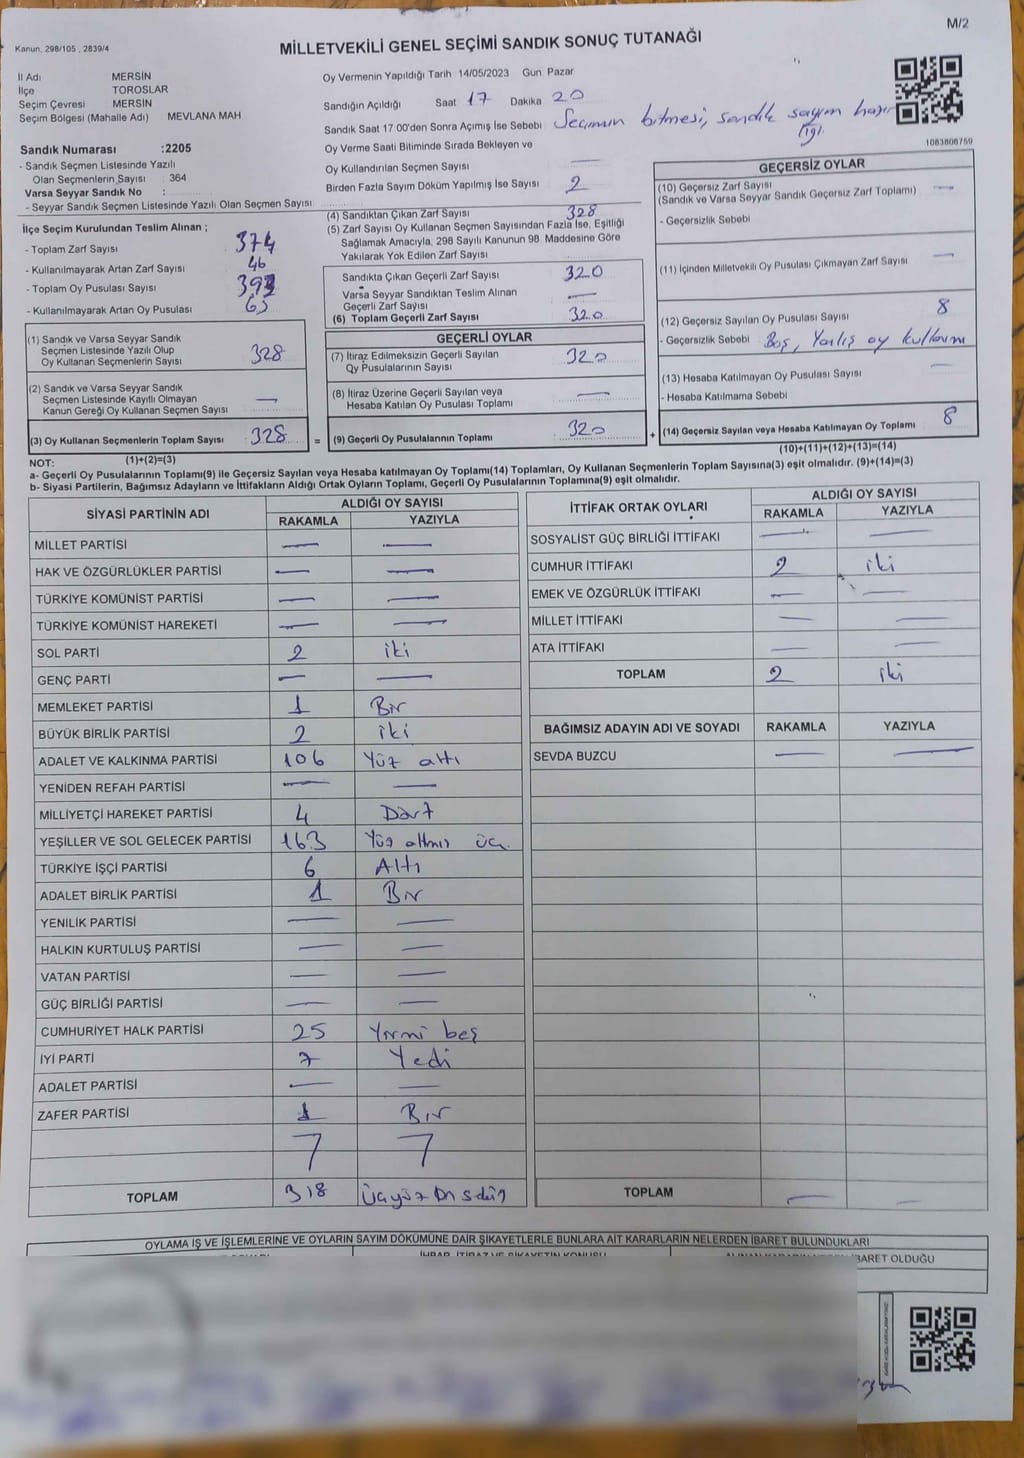 M/2
Kanun, 298/105 , 2839/4
MİLLETVEKİLİ GENEL SEÇİMİ SANDIK SONUÇ TUTANAĞI
İl Adı MERSİN
İlçe TOROSLAR
Seçim Çevresi MERSİN
Seçim Bölgesi (Mahalle Adı) MEVLANA MAH
Sandık Numarası :2205
- Sandık Seçmen Listesinde Yazılı
Olan Seçmenlerin Sayısı : 364
Varsa Seyyar Sandık No :
- Seyyar Sandık Seçmen Listesinde Yazılı Olan Seçmen Sayısı
Oy Vermenin Yapıldığı Tarih 14/05/2023 Gün Pazar
Sandığın Açıldığı Saat 17 Dakika 20
Sandık Saat 17 00'den Sonra Açımış İse Sebebi Seçimin bitmesi, sandık sayım hazır
lığı
Oy Verme Saati Bitiminde Sırada Bekleyen ve
Oy Kullandırılan Seçmen Sayısı —
Birden Fazla Sayım Döküm Yapılmış İse Sayısı 2
1083806759
İlçe Seçim Kurulundan Teslim Alınan ;
- Toplam Zarf Sayısı 374
- Kullanılmayarak Artan Zarf Sayısı 46
- Toplam Oy Pusulası Sayısı
- Kullanılmayarak Artan Oy Pusulası 65
(1) Sandık ve Varsa Seyyar Sandık
Seçmen Listesinde Yazılı Olup
Oy Kullanan Seçmenlerin Sayısı 328
(2) Sandık ve Varsa Seyyar Sandık
Seçmen Listesinde Kayıtlı Olmayan
Kanun Gereği Oy Kullanan Seçmen Sayısı —
(3) Oy Kullanan Seçmenlerin Toplam Sayısı 328 =
(1)+(2)=(3)
(4) Sandıktan Çıkan Zarf Sayısı 328
(5) Zarf Sayısı Oy Kullanan Seçmen Sayısından Fazla İse, Eşitliği
Sağlamak Amacıyla, 298 Sayılı Kanunun 98. Maddesine Göre
Yakılarak Yok Edilen Zarf Sayısı
Sandıkta Çıkan Geçerli Zarf Sayısı 320
Varsa Seyyar Sandıktan Teslim Alınan
Geçerli Zarf Sayısı —
(6) Toplam Geçerli Zarf Sayısı 320
GEÇERLİ OYLAR
(7) İtiraz Edilmeksizin Geçerli Sayılan
Oy Pusulalarının Sayısı 320
(8) İtiraz Üzerine Geçerli Sayılan veya
Hesaba Katılan Oy Pusulası Toplamı —
(9) Geçerli Oy Pusulalarının Toplamı 320 +
GEÇERSİZ OYLAR
(10) Geçersiz Zarf Sayısı —
(Sandık ve Varsa Seyyar Sandık Geçersiz Zarf Toplamı)
- Geçersizlik Sebebi
(11) İçinden Milletvekili Oy Pusulası Çıkmayan Zarf Sayısı —
(12) Geçersiz Sayılan Oy Pusulası Sayısı 8
- Geçersizlik Sebebi Boş, Yanlış oy kullanım
(13) Hesaba Katılmayan Oy Pusulası Sayısı —
- Hesaba Katılmama Sebebi
(14) Geçersiz Sayılan veya Hesaba Katılmayan Oy Toplamı 8
(10)+(11)+(12)+(13)=(14)
NOT:
a- Geçerli Oy Pusulalarının Toplamı(9) ile Geçersiz Sayılan veya Hesaba katılmayan Oy Toplamı(14) Toplamları, Oy Kullanan Seçmenlerin Toplam Sayısına(3) eşit olmalıdır. (9)+(14)=(3)
b- Siyasi Partilerin, Bağımsız Adayların ve İttifakların Aldığı Ortak Oyların Toplamı, Geçerli Oy Pusulalarının Toplamına(9) eşit olmalıdır.
SİYASİ PARTİNİN ADI ALDIĞI OY SAYISI
RAKAMLA YAZIYLA
MİLLET PARTİSİ — —
HAK VE ÖZGÜRLÜKLER PARTİSİ — —
TÜRKİYE KOMÜNİST PARTİSİ — —
TÜRKİYE KOMÜNİST HAREKETİ — —
SOL PARTİ 2 iki
GENÇ PARTİ — —
MEMLEKET PARTİSİ 1 Bir
BÜYÜK BİRLİK PARTİSİ 2 iki
ADALET VE KALKINMA PARTİSİ 106 Yüz altı
YENİDEN REFAH PARTİSİ — —
MİLLİYETÇİ HAREKET PARTİSİ 4 Dört
YEŞİLLER VE SOL GELECEK PARTİSİ 163 Yüz altmış üç
TÜRKİYE İŞÇİ PARTİSİ 6 Altı
ADALET BİRLİK PARTİSİ 1 Bir
YENİLİK PARTİSİ — —
HALKIN KURTULUŞ PARTİSİ — —
VATAN PARTİSİ — —
GÜÇ BİRLİĞİ PARTİSİ — —
CUMHURİYET HALK PARTİSİ 25 Yirmi beş
İYİ PARTİ 7 Yedi
ADALET PARTİSİ — —
ZAFER PARTİSİ 1 Bir
TOPLAM 318 Üçyüz on sekiz
İTTİFAK ORTAK OYLARI ALDIĞI OY SAYISI
RAKAMLA YAZIYLA
SOSYALİST GÜÇ BİRLİĞİ İTTİFAKI — —
CUMHUR İTTİFAKI 2 iki
EMEK VE ÖZGÜRLÜK İTTİFAKI — —
MİLLET İTTİFAKI — —
ATA İTTİFAKI — —
TOPLAM 2 iki
BAĞIMSIZ ADAYIN ADI VE SOYADI RAKAMLA YAZIYLA
SEVDA BUZCU — —
TOPLAM — —
OYLAMA İŞ VE İŞLEMLERİNE VE OYLARIN SAYIM DÖKÜMÜNE DAİR ŞİKAYETLERLE BUNLARA AİT KARARLARIN NELERDEN İBARET BULUNDUKLARI
İHBAR, İTİRAZ VE ŞİKAYETİN KONUSU
İBARET OLDUĞU